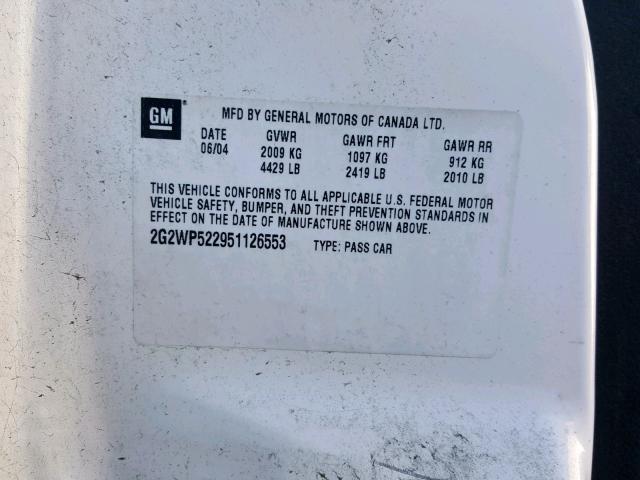 GM
MFD BY GENERAL MOTORS OF CANADA LTD.
DATE GVWR GAWR FRT GAWR RR
06/04 2009 KG 1097 KG 912 KG
4429 LB 2419 LB 2010 LB
THIS VEHICLE CONFORMS TO ALL APPLICABLE U.S. FEDERAL MOTOR
VEHICLE SAFETY, BUMPER, AND THEFT PREVENTION STANDARDS IN
EFFECT ON THE DATE OF MANUFACTURE SHOWN ABOVE.
2G2WP522951126553 TYPE: PASS CAR